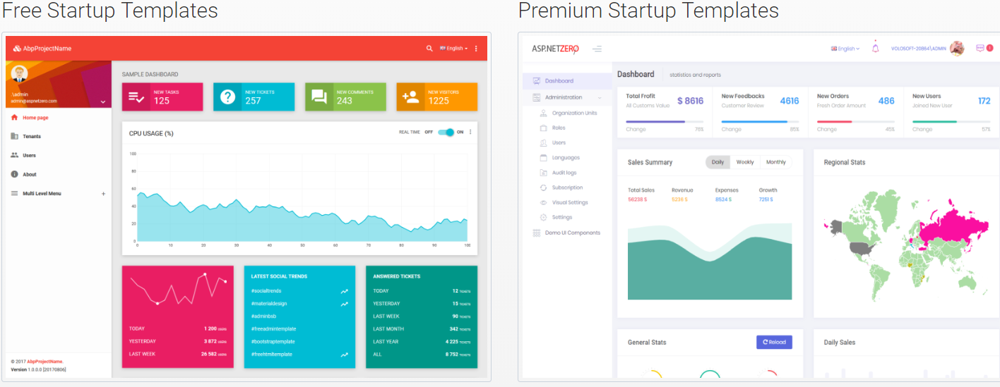 Free Startup Templates
AbpProjectName
English
\admin
admin@aspnetzero.com
Home page
Tenants
Users
About
Multi Level Menu +
© 2017 AbpProjectName.
Version 1.0.0.0 [20170806]
SAMPLE DASHBOARD
NEW TASKS
125
NEW TICKETS
257
NEW COMMENTS
243
NEW VISITORS
1225
CPU USAGE (%)
REAL TIME OFF ON
100
80
60
40
20
0
0 10 20 30 40 50 60 70 80 90 100
TODAY 1 200 USERS
YESTERDAY 3 872 USERS
LAST WEEK 26 582 USERS
LATEST SOCIAL TRENDS
#socialtrends
#materialdesign
#adminbsb
#freeadmintemplate
#bootstraptemplate
#freehtmltemplate
ANSWERED TICKETS
TODAY 12 TICKETS
YESTERDAY 15 TICKETS
LAST WEEK 90 TICKETS
LAST MONTH 342 TICKETS
LAST YEAR 4 225 TICKETS
ALL 8 752 TICKETS
Premium Startup Templates
ASP.NETZERO
English
VOLOSOFT-20884\ADMIN
Dashboard
Administration
Organization Units
Roles
Users
Languages
Audit logs
Subscription
Visual Settings
Settings
Demo UI Components
Dashboard statistics and reports
Total Frofit
All Customs Value
$ 8616
Change 76%
New Feedbacks
Customer Review
4616
Change 85%
New Orders
Fresh Order Amount
486
Change 45%
New Users
Joined New User
172
Change 57%
Sales Summary
Daily Weekly Monthly
Total Sales Revenue Expenses Growth
56238 $ 5238 $ 8524 $ 7251 $
Regional Stats
General Stats
Reload
Daily Sales